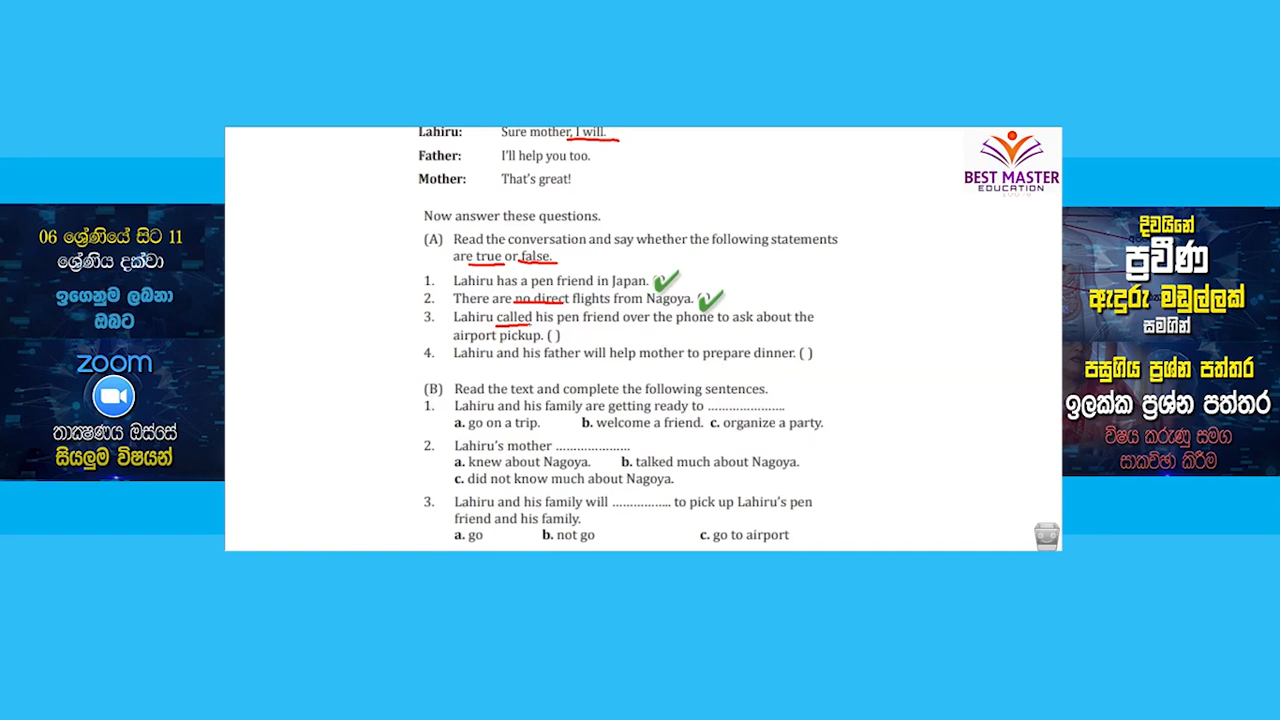 Lahiru: Sure mother, I will.
Father: I'll help you too.
Mother: That's great!
Now answer these questions.
(A) Read the conversation and say whether the following statements
are true or false.
1. Lahiru has a pen friend in Japan. ( )
2. There are no direct flights from Nagoya. ( )
3. Lahiru called his pen friend over the phone to ask about the
airport pickup. ( )
4. Lahiru and his father will help mother to prepare dinner. ( )
(B) Read the text and complete the following sentences.
1. Lahiru and his family are getting ready to .......................
a. go on a trip. b. welcome a friend. c. organize a party.
2. Lahiru's mother ......................
a. knew about Nagoya. b. talked much about Nagoya.
c. did not know much about Nagoya.
3. Lahiru and his family will ................. to pick up Lahiru's pen
friend and his family.
a. go b. not go c. go to airport
BEST MASTER
EDUCATION
06 ශ්‍රේණියේ සිට 11
ශ්‍රේණිය දක්වා
ඉගෙනුම ලබනා
ඔබට
zoom
තාක්ෂණය ඔස්සේ
සියලුම විෂයන්
දිවයිනේ
ප්‍රවීණ
ඇදුරු මඩුල්ලක්
සමගින්
පසුගිය ප්‍රශ්න පත්තර
ඉලක්ක ප්‍රශ්න පත්තර
විෂය කරුණු සමග
සාකච්ඡා කිරීම